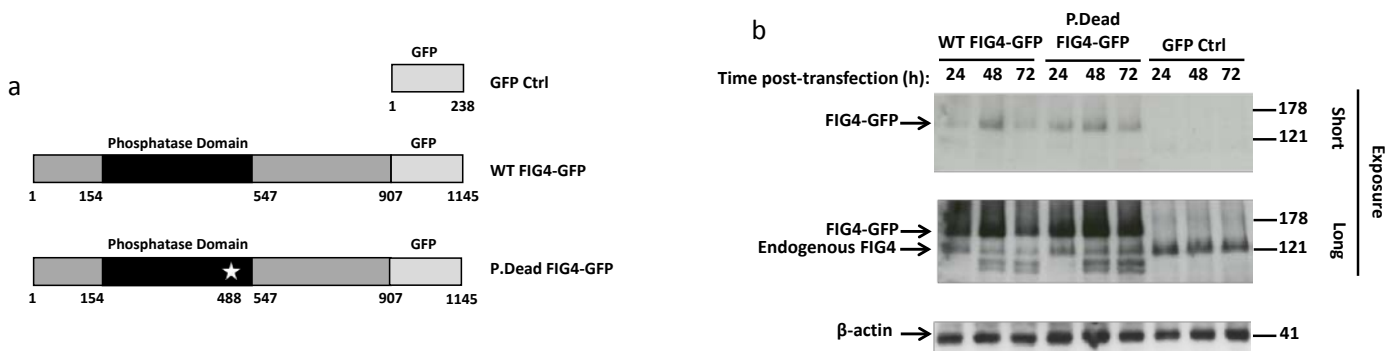 a
GFP
GFP Ctrl
1 238
Phosphatase Domain GFP
WT FIG4-GFP
1 154 547 907 1145
Phosphatase Domain GFP
P.Dead FIG4-GFP
1 154 488 547 907 1145
b
P.Dead
WT FIG4-GFP FIG4-GFP GFP Ctrl
Time post-transfection (h): 24 48 72 24 48 72 24 48 72
FIG4-GFP
178
121
Short
FIG4-GFP
Endogenous FIG4
178
121
Long
Exposure
β-actin
41